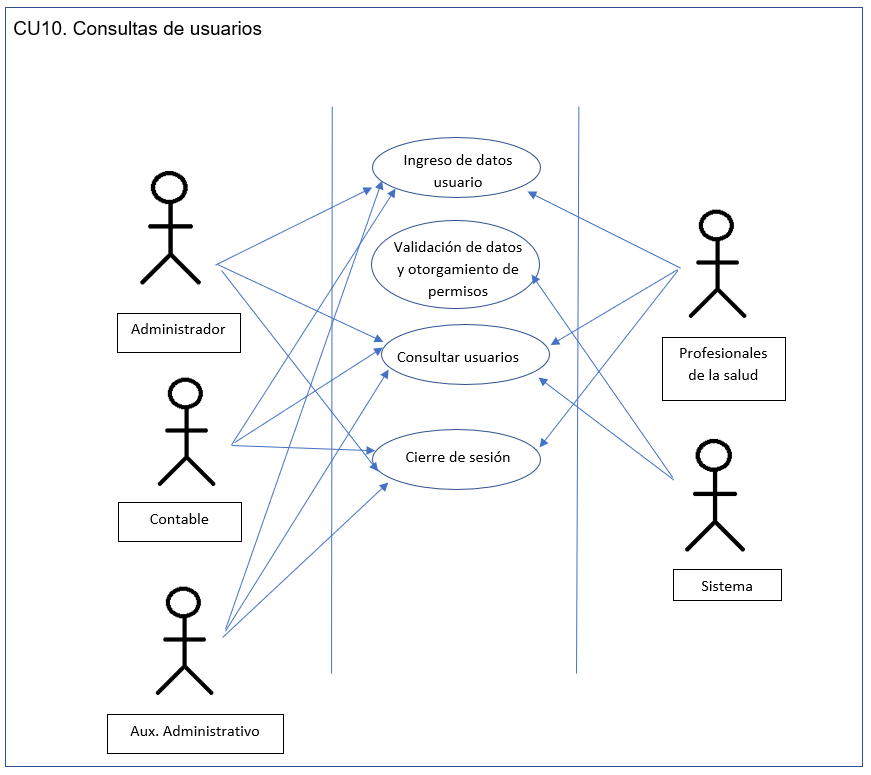 CU10. Consultas de usuarios
Ingreso de datos
usuario
Validación de datos
y otorgamiento de
permisos
Consultar usuarios
Cierre de sesión
Administrador
Contable
Aux. Administrativo
Profesionales
de la salud
Sistema